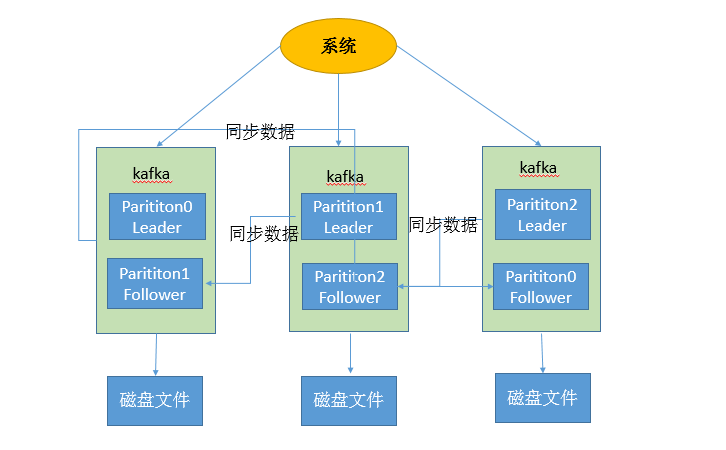 系统
同步数据
kafka
kafka
kafka
Parititon0
Leader
Parititon1
Leader
Parititon2
Leader
同步数据
同步数据
Parititon1
Follower
Parititon2
Follower
Parititon0
Follower
磁盘文件
磁盘文件
磁盘文件